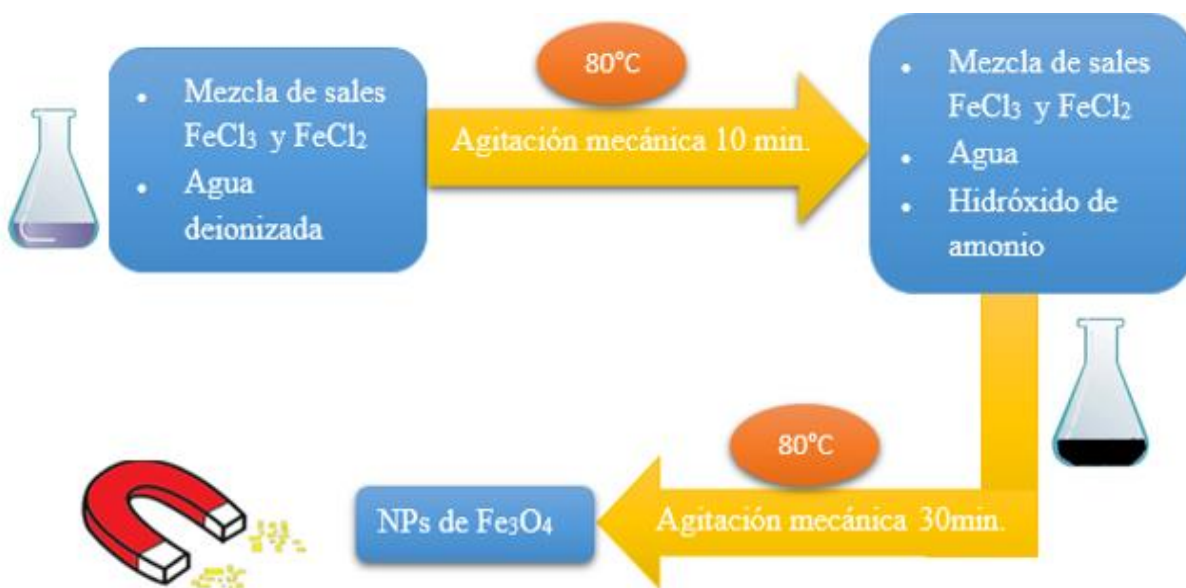 • Mezcla de sales
FeCl₃ y FeCl₂
• Agua
deionizada
80°C
Agitación mecánica 10 min.
• Mezcla de sales
FeCl₃ y FeCl₂
• Agua
• Hidróxido de
amonio
80°C
Agitación mecánica 30min.
NPs de Fe₃O₄